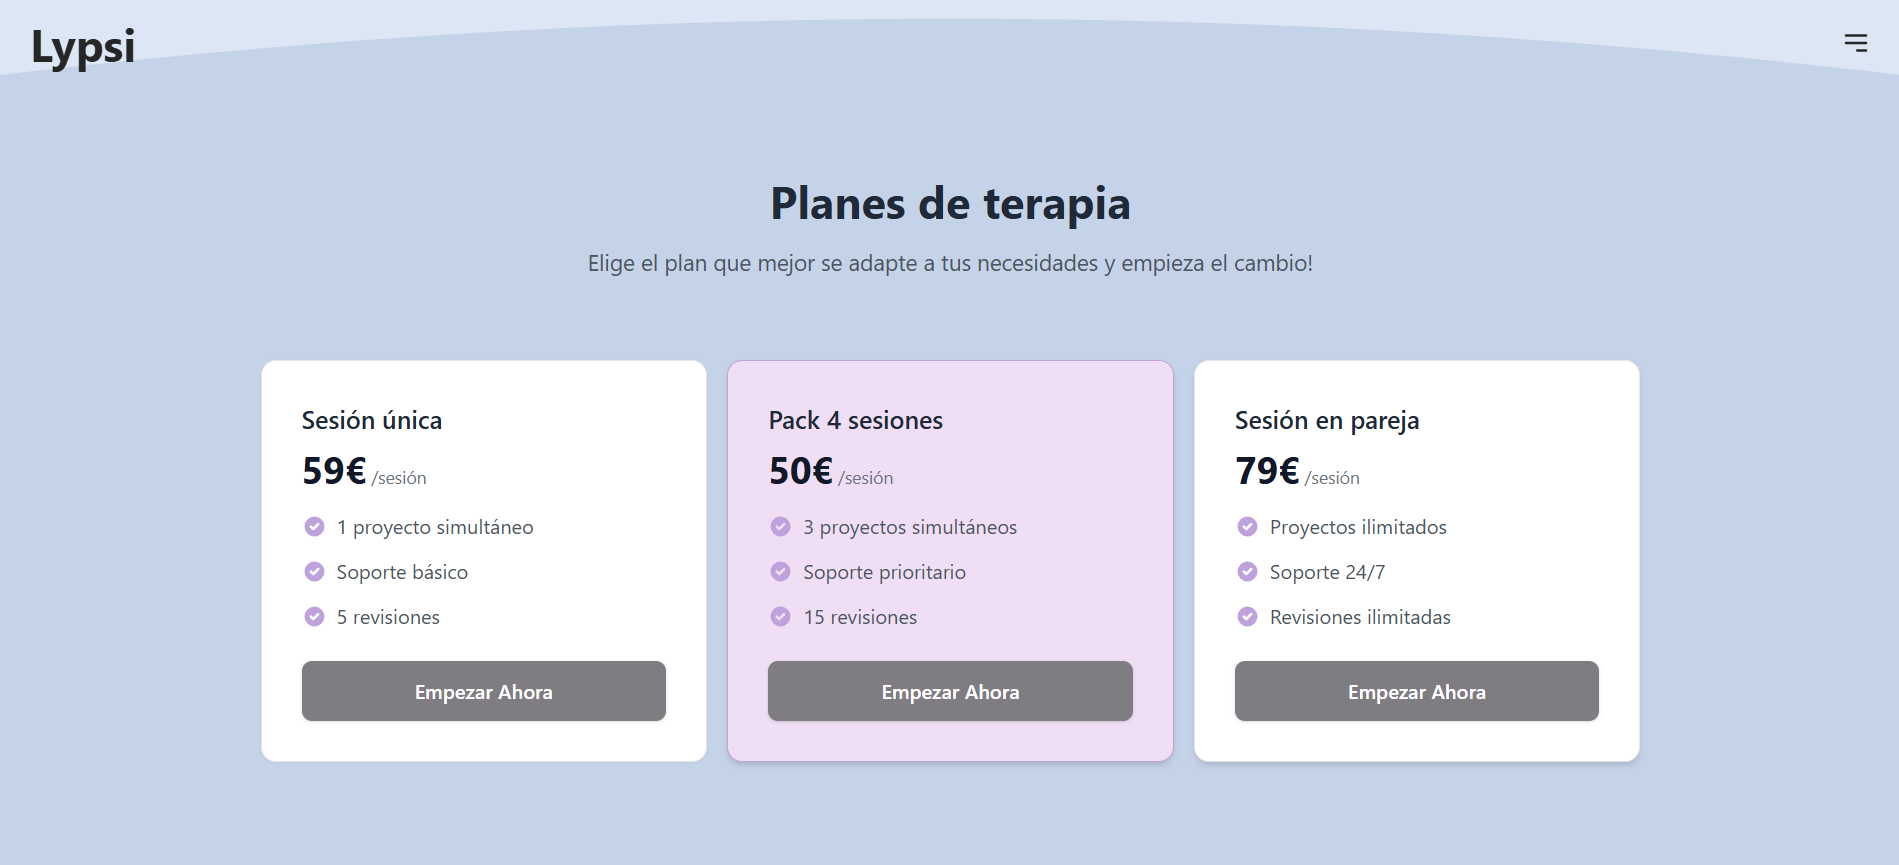 Lypsi
Planes de terapia
Elige el plan que mejor se adapte a tus necesidades y empieza el cambio!
Sesión única
59€ /sesión
1 proyecto simultáneo
Soporte básico
5 revisiones
Empezar Ahora
Pack 4 sesiones
50€ /sesión
3 proyectos simultáneos
Soporte prioritario
15 revisiones
Empezar Ahora
Sesión en pareja
79€ /sesión
Proyectos ilimitados
Soporte 24/7
Revisiones ilimitadas
Empezar Ahora